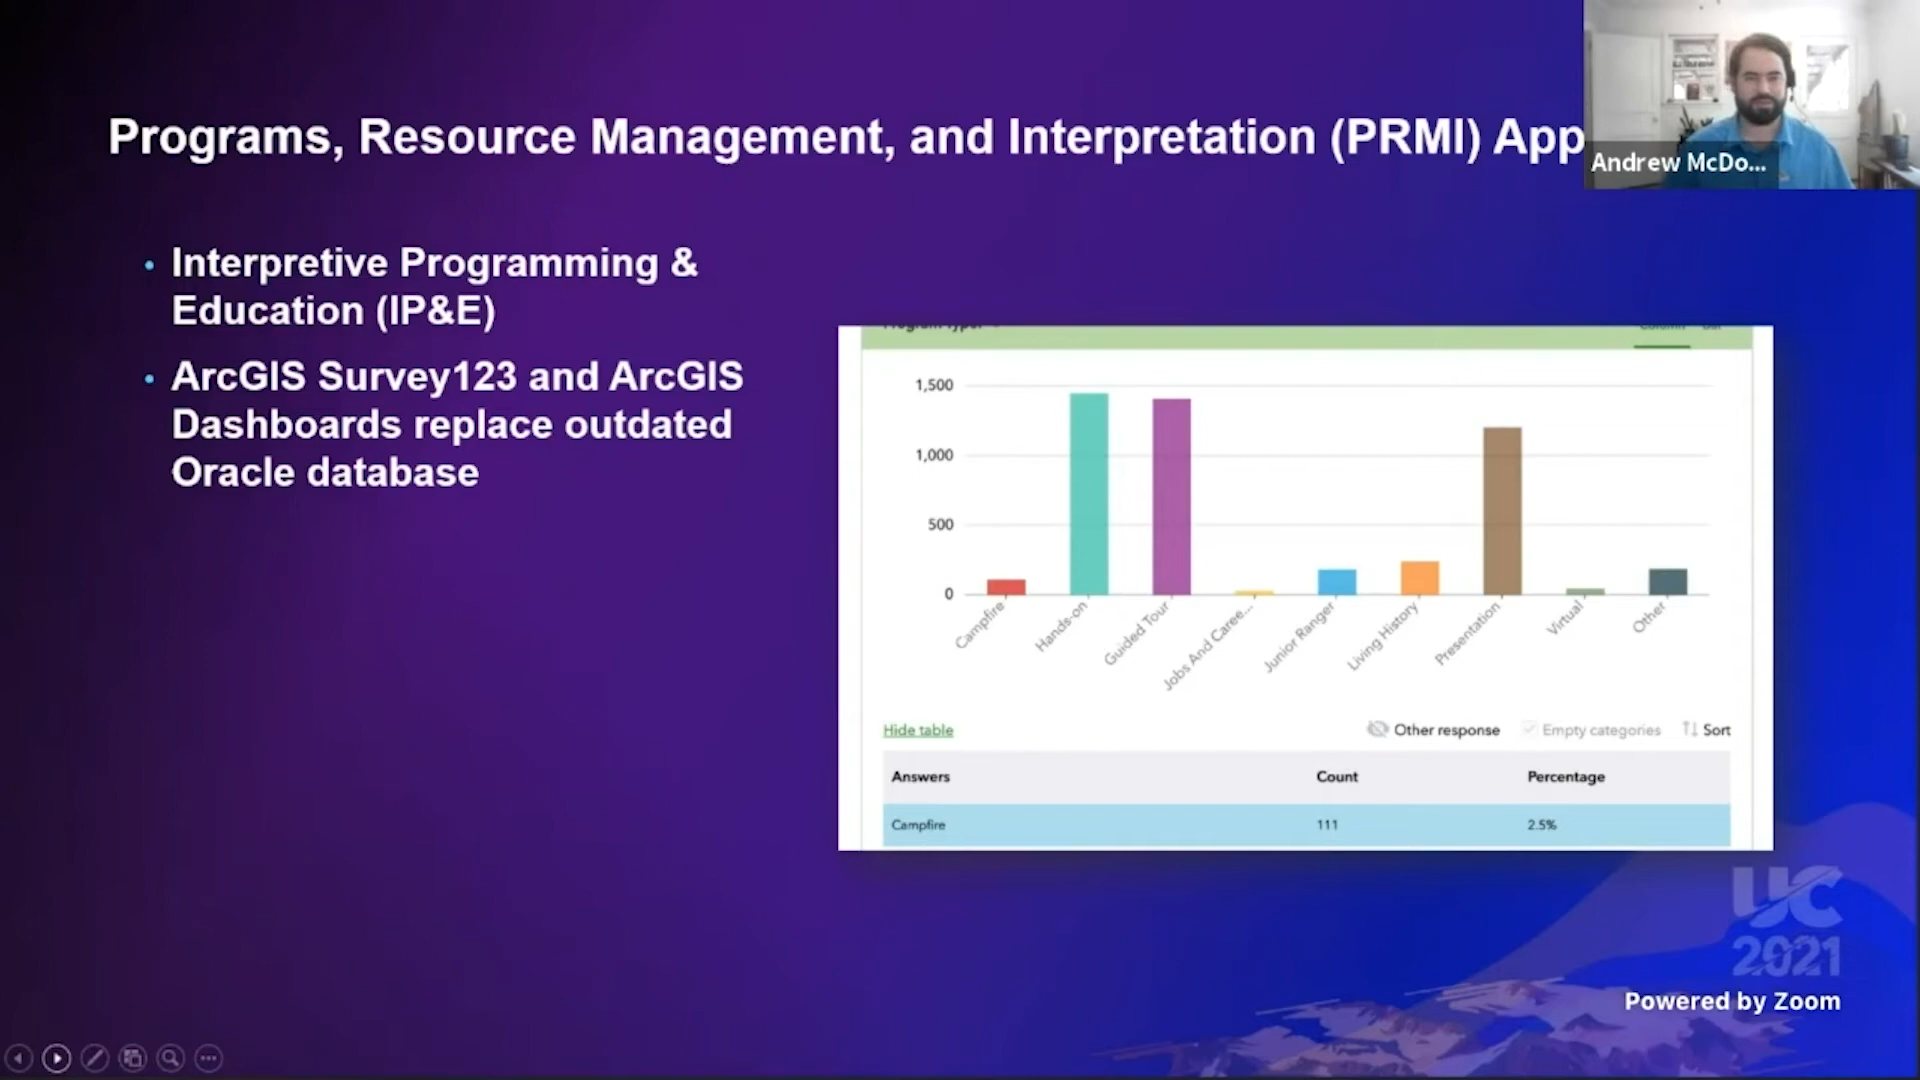 Programs, Resource Management, and Interpretation (PRMI) App
Andrew McDo...
• Interpretive Programming &
Education (IP&E)
• ArcGIS Survey123 and ArcGIS
Dashboards replace outdated
Oracle database
1,500
1,000
500
0
Campfire
Hands-on
Guided Tour
Jobs And Caree...
Junior Ranger
Living History
Presentation
Virtual
Other
Hide table
Other response
Empty categories
Sort
Answers Count Percentage
Campfire 111 2.5%
UC
2021
Powered by Zoom